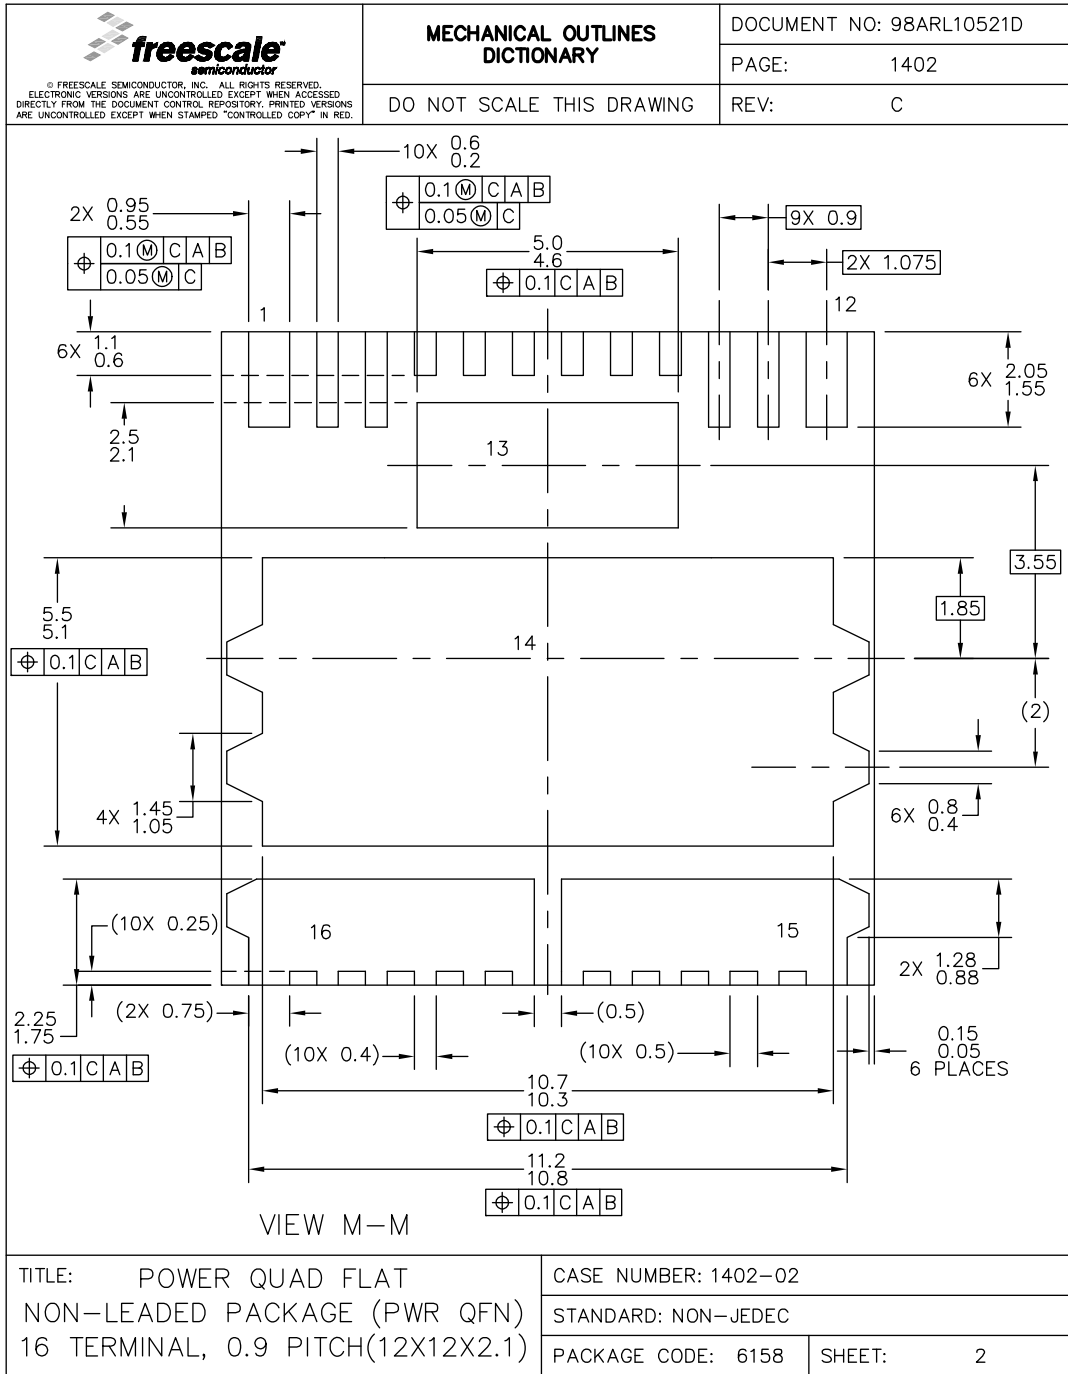 freescale™
semiconductor
© FREESCALE SEMICONDUCTOR, INC. ALL RIGHTS RESERVED.
ELECTRONIC VERSIONS ARE UNCONTROLLED EXCEPT WHEN ACCESSED
DIRECTLY FROM THE DOCUMENT CONTROL REPOSITORY. PRINTED VERSIONS
ARE UNCONTROLLED EXCEPT WHEN STAMPED "CONTROLLED COPY" IN RED.
MECHANICAL OUTLINES
DICTIONARY
DO NOT SCALE THIS DRAWING
DOCUMENT NO: 98ARL10521D
PAGE: 1402
REV: C
10X 0.6
0.2
⌖ 0.1 Ⓜ C A B
0.05 Ⓜ C
2X 0.95
0.55
⌖ 0.1 Ⓜ C A B
0.05 Ⓜ C
9X 0.9
5.0
4.6
⌖ 0.1 C A B
2X 1.075
1
12
6X 1.1
0.6
6X 2.05
1.55
2.5
2.1
13
3.55
1.85
5.5
5.1
⌖ 0.1 C A B
14
(2)
4X 1.45
1.05
6X 0.8
0.4
(10X 0.25)
16
15
2X 1.28
0.88
2.25
1.75
⌖ 0.1 C A B
(2X 0.75)
(0.5)
(10X 0.4)
(10X 0.5)
0.15
0.05
6 PLACES
10.7
10.3
⌖ 0.1 C A B
11.2
10.8
⌖ 0.1 C A B
VIEW M-M
TITLE: POWER QUAD FLAT
NON-LEADED PACKAGE (PWR QFN)
16 TERMINAL, 0.9 PITCH(12X12X2.1)
CASE NUMBER: 1402-02
STANDARD: NON-JEDEC
PACKAGE CODE: 6158
SHEET: 2